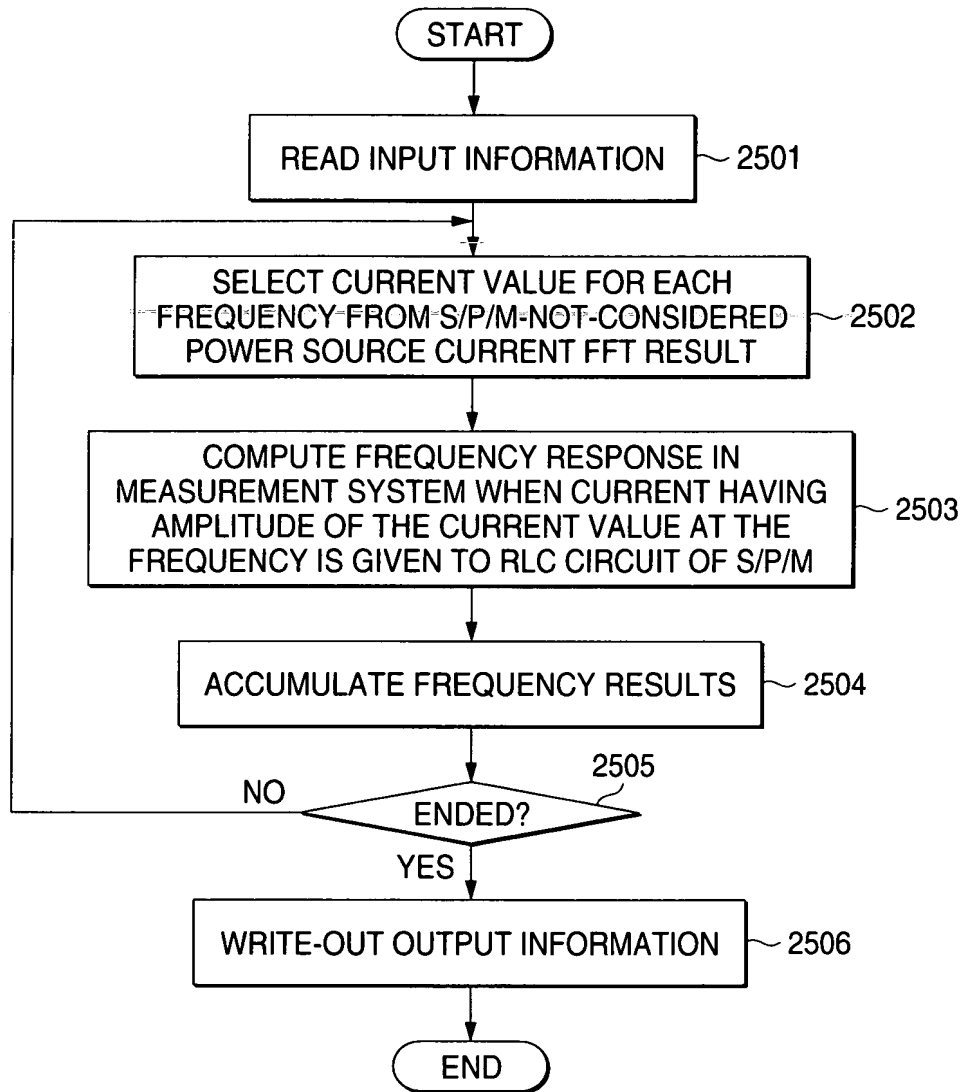 START
READ INPUT INFORMATION
2501
SELECT CURRENT VALUE FOR EACH
FREQUENCY FROM S/P/M-NOT-CONSIDERED
POWER SOURCE CURRENT FFT RESULT
2502
COMPUTE FREQUENCY RESPONSE IN
MEASUREMENT SYSTEM WHEN CURRENT HAVING
AMPLITUDE OF THE CURRENT VALUE AT THE
FREQUENCY IS GIVEN TO RLC CIRCUIT OF S/P/M
2503
ACCUMULATE FREQUENCY RESULTS
2504
2505
NO
ENDED?
YES
WRITE-OUT OUTPUT INFORMATION
2506
END